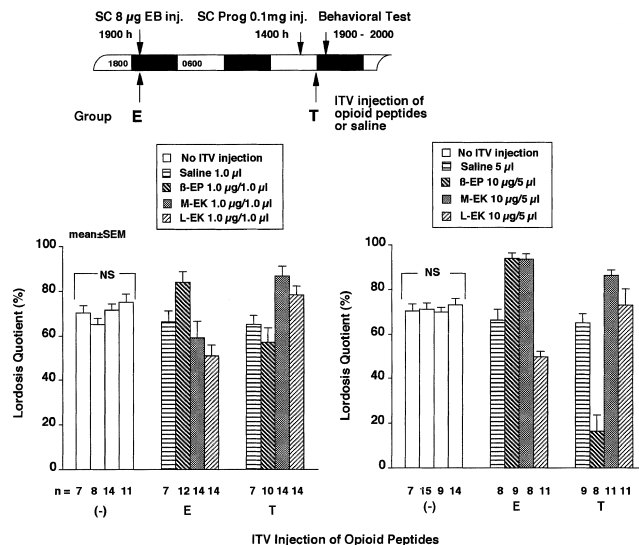 SC 8 µg EB inj. SC Prog 0.1mg inj. Behavioral Test
1900 h 1400 h 1900 - 2000
1800 0600
Group E T ITV injection of
opioid peptides
or saline
No ITV injection
Saline 1.0 µl
ß-EP 1.0 µg/1.0 µl
M-EK 1.0 µg/1.0 µl
L-EK 1.0 µg/1.0 µl
mean±SEM
NS
100
80
60
40
20
0
Lordosis Quotient (%)
n = 7 8 14 11 7 12 14 14 7 10 14 14
(-) E T
No ITV injection
Saline 5 µl
ß-EP 10 µg/5 µl
M-EK 10 µg/5 µl
L-EK 10 µg/5 µl
NS
100
80
60
40
20
0
Lordosis Quotient (%)
7 15 9 14 8 9 8 11 9 8 11 11
(-) E T
ITV Injection of Opioid Peptides